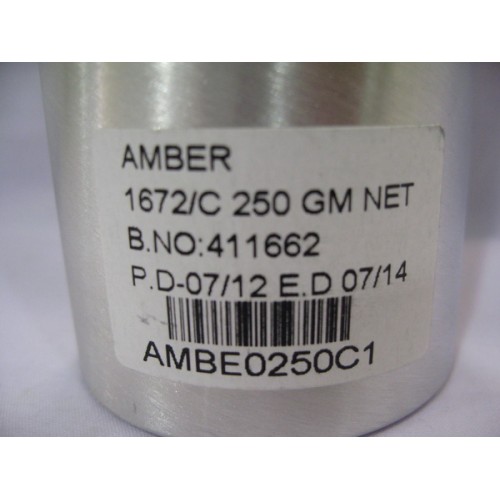 AMBER
1672/C 250 GM NET
B.NO:411662
P.D-07/12 E.D 07/14
AMBE0250C1